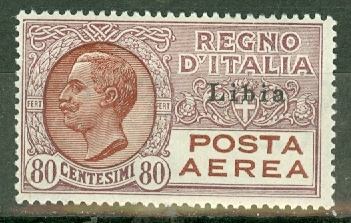 REGNO
D'ITALIA
Libia
FERT FERT
POSTA
AEREA
80 CENTESIMI 80